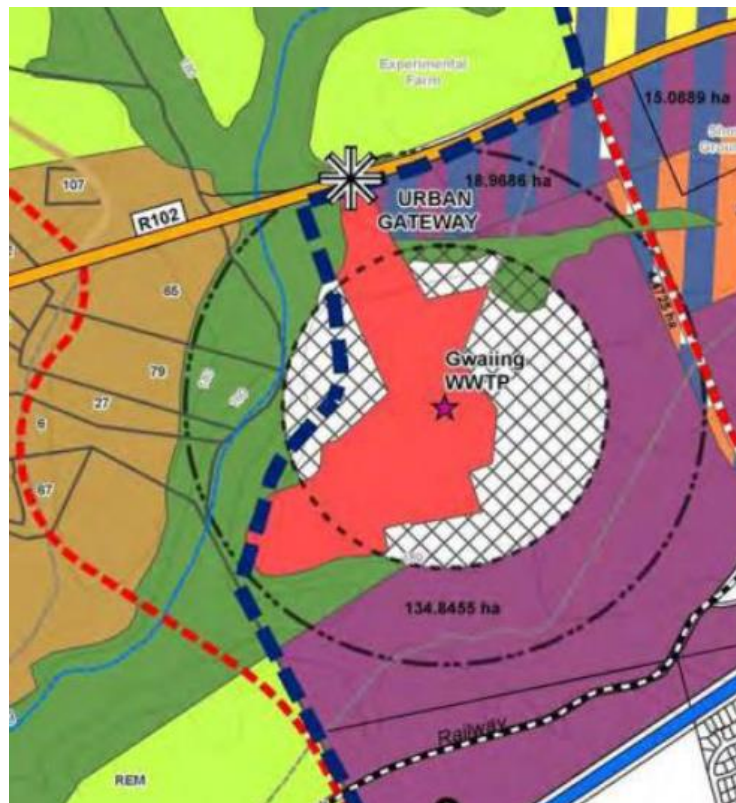 Experimental
Farm
15.0889 ha
18.9686 ha
107
URBAN
GATEWAY
R102
65
Gwaiing
WWTP
79
27
6
67
134.8455 ha
Railway
REM